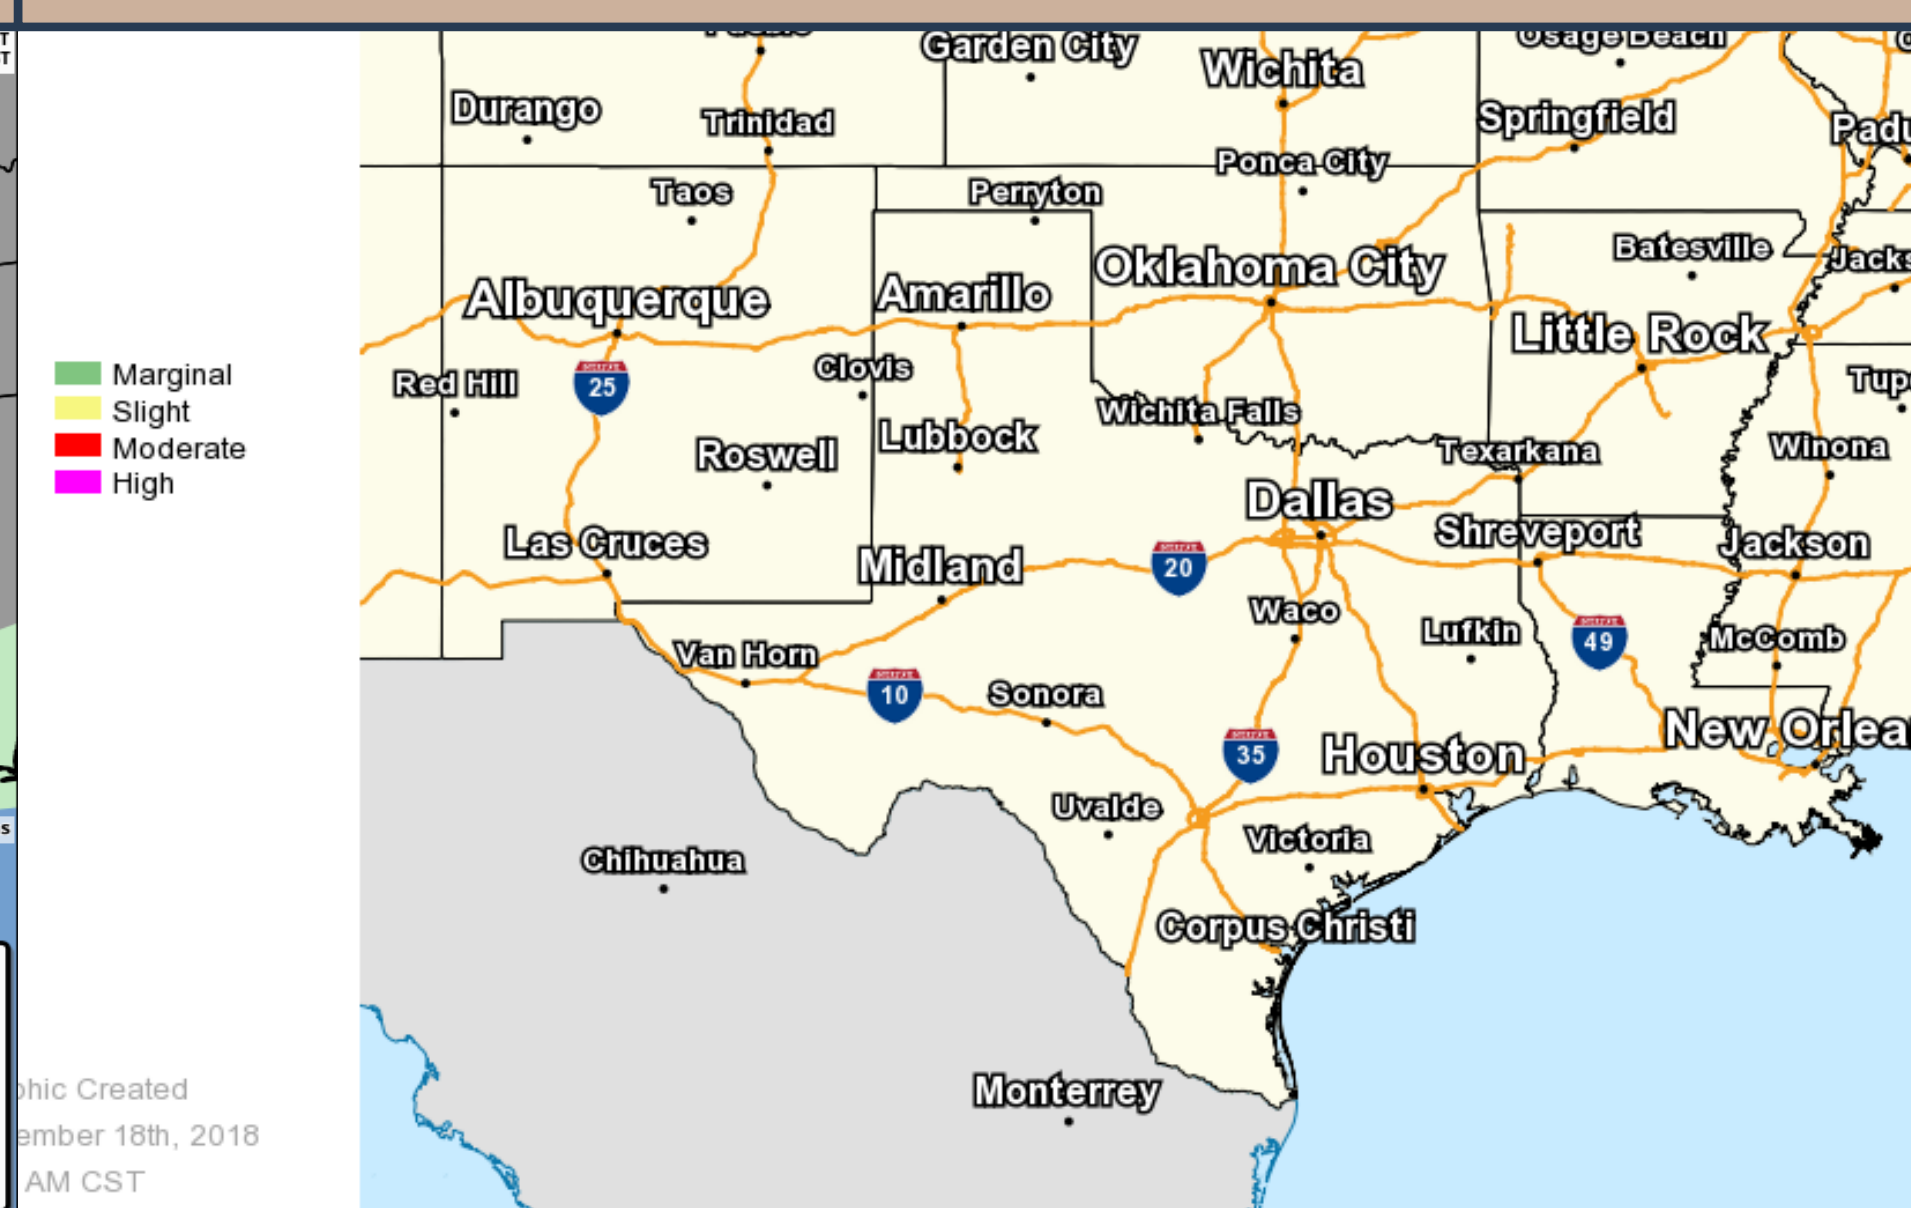 Garden City
Wichita
Osage Beach
Durango
Trinidad
Springfield
Ponca City
Taos
Perryton
Oklahoma City
Batesville
Albuquerque
Amarillo
Little Rock
Marginal
Red Hill
25
Clovis
Slight
Wichita Falls
Moderate
Roswell
Lubbock
Texarkana
Winona
High
Dallas
Las Cruces
Shreveport
Jackson
Midland
20
Waco
Lufkin
49
McComb
Van Horn
10
Sonora
35
Houston
New Orlea
Uvalde
Victoria
Chihuahua
Corpus Christi
Monterrey
phic Created
ember 18th, 2018
AM CST